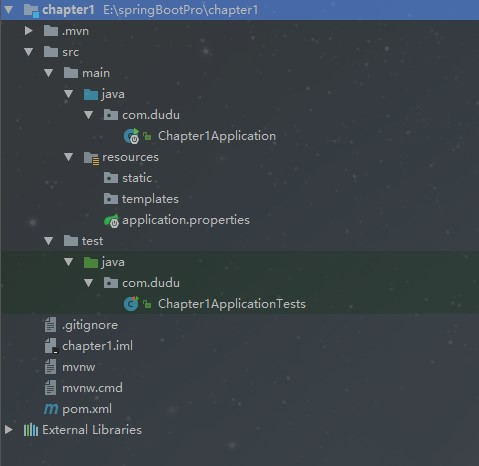 chapter1 E:\springBootPro\chapter1
.mvn
src
main
java
com.dudu
Chapter1Application
resources
static
templates
application.properties
test
java
com.dudu
Chapter1ApplicationTests
.gitignore
chapter1.iml
mvnw
mvnw.cmd
pom.xml
External Libraries